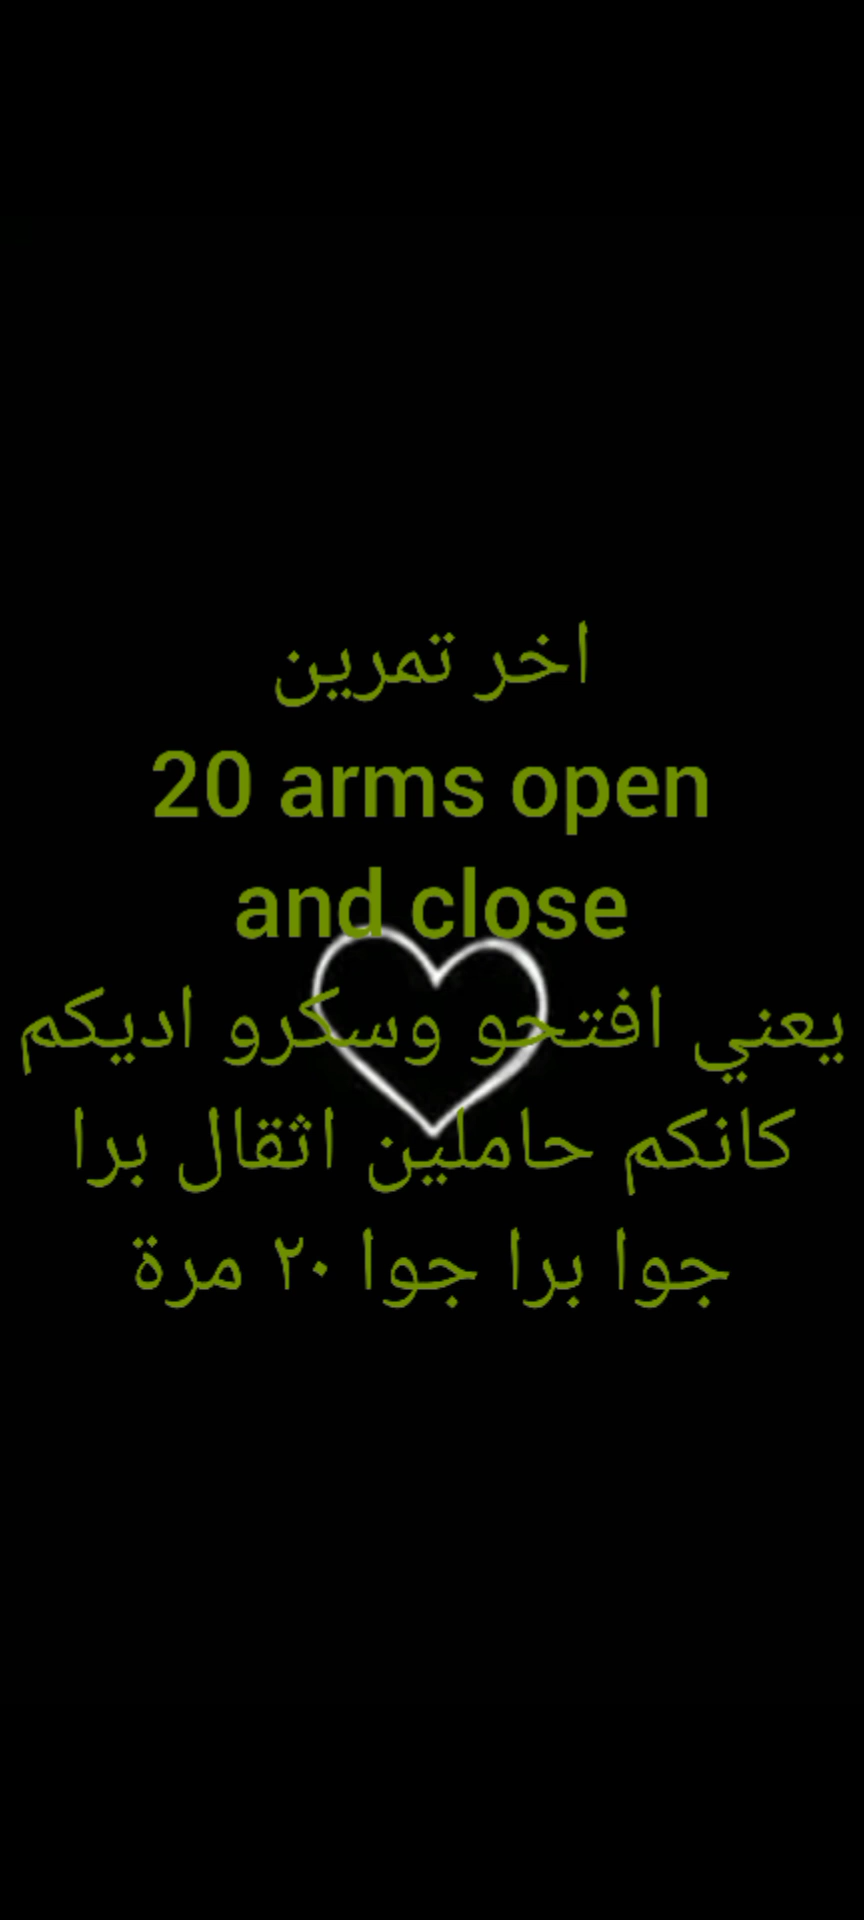 اخر تمرين
20 arms open
and close
يعني افتحو وسكرو اديكم
كانكم حاملين اثقال برا
جوا برا جوا ٢٠ مرة